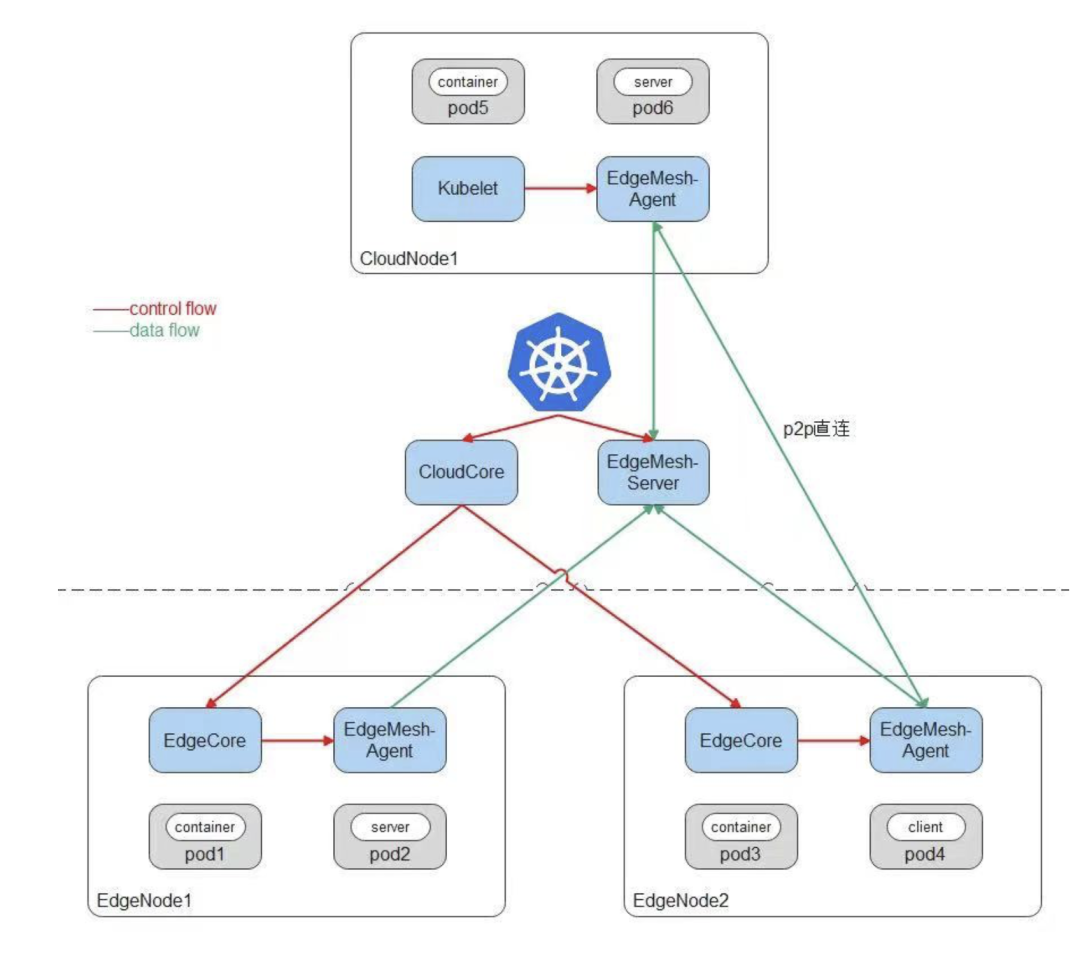 container
pod5
server
pod6
Kubelet
EdgeMesh-
Agent
CloudNode1
control flow
data flow
p2p直连
CloudCore
EdgeMesh-
Server
EdgeCore
EdgeMesh-
Agent
container
pod1
server
pod2
EdgeNode1
EdgeCore
EdgeMesh-
Agent
container
pod3
client
pod4
EdgeNode2